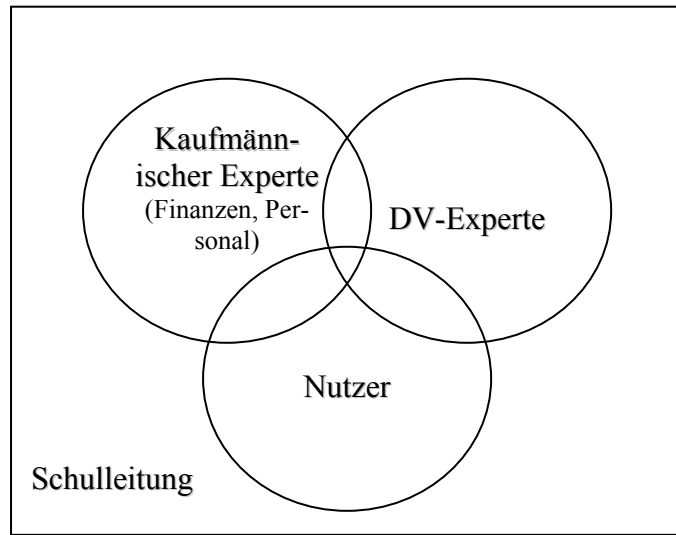 Kaufmänn-
ischer Experte
(Finanzen, Per-
sonal)
DV-Experte
Nutzer
Schulleitung